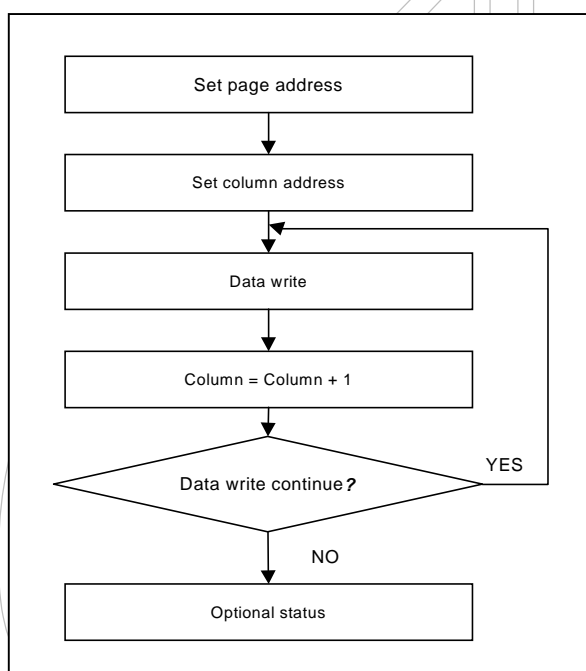 Set page address
Set column address
Data write
Column = Column + 1
Data write continue?
YES
NO
Optional status